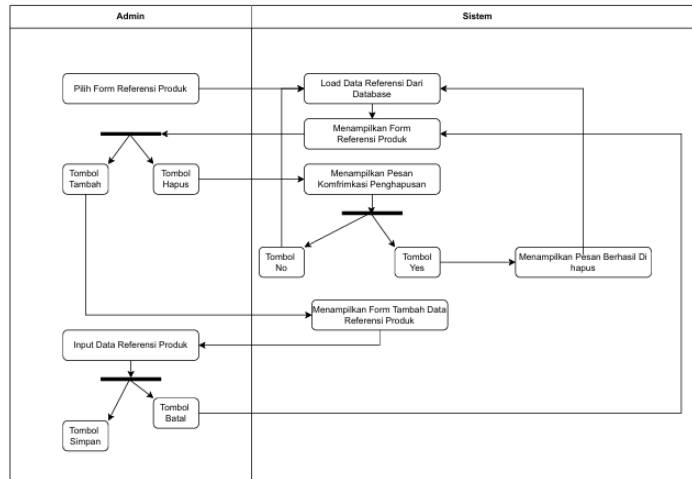 Admin
Sistem
Pilih Form Referensi Produk
Load Data Referensi Dari
Database
Menampilkan Form
Referensi Produk
Tombol
Tambah
Tombol
Hapus
Menampilkan Pesan
Komfrimkasi Penghapusan
Tombol
No
Tombol
Yes
Menampilkan Pesan Berhasil Di
hapus
Menampilkan Form Tambah Data
Referensi Produk
Input Data Referensi Produk
Tombol
Simpan
Tombol
Batal